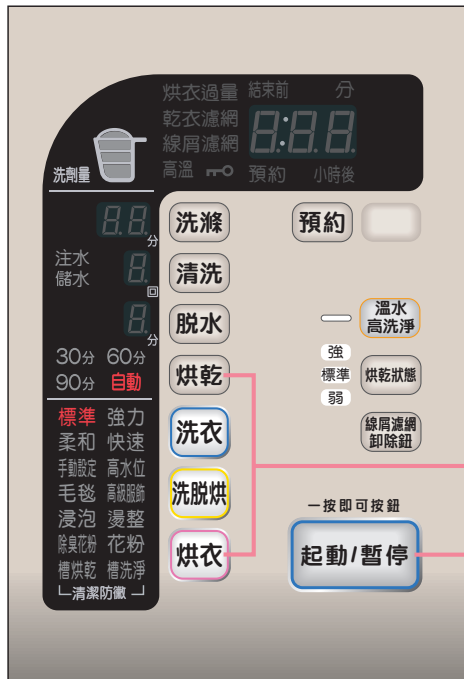 烘衣過量 結束前 分
乾衣濾網
線屑濾網
高溫 預約 小時後
洗劑量
分
注水
儲水
回
分
30分 60分
90分 自動
標準 強力
柔和 快速
手動設定 高水位
毛毯 高級服飾
浸泡 燙整
除臭花粉 花粉
槽烘乾 槽洗淨
清潔防黴
洗滌
清洗
脫水
烘乾
洗衣
洗脫烘
烘衣
預約
溫水
高洗淨
強
標準
弱
烘乾狀態
線屑濾網
卸除鈕
一按即可按鈕
起動/暫停